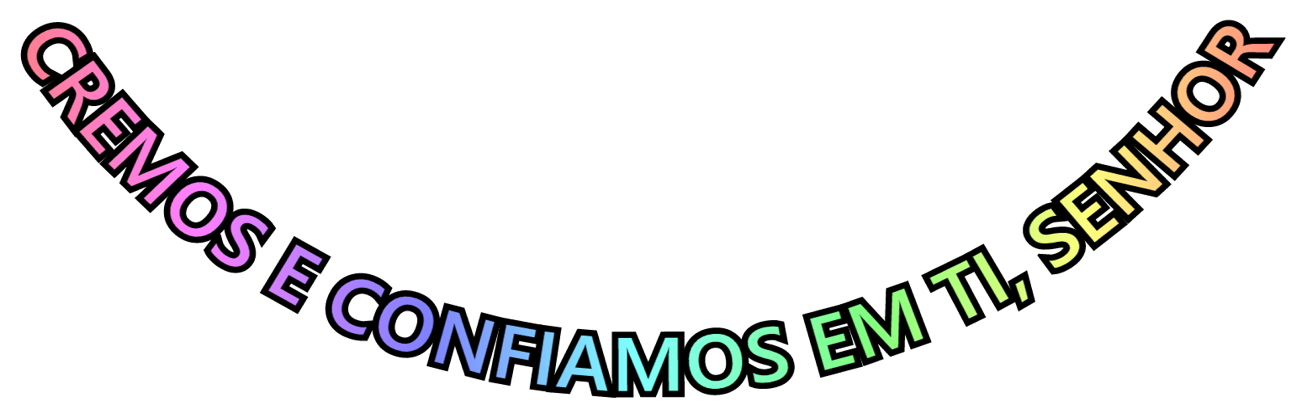 CREMOS E CONFIAMOS EM TI, SENHOR